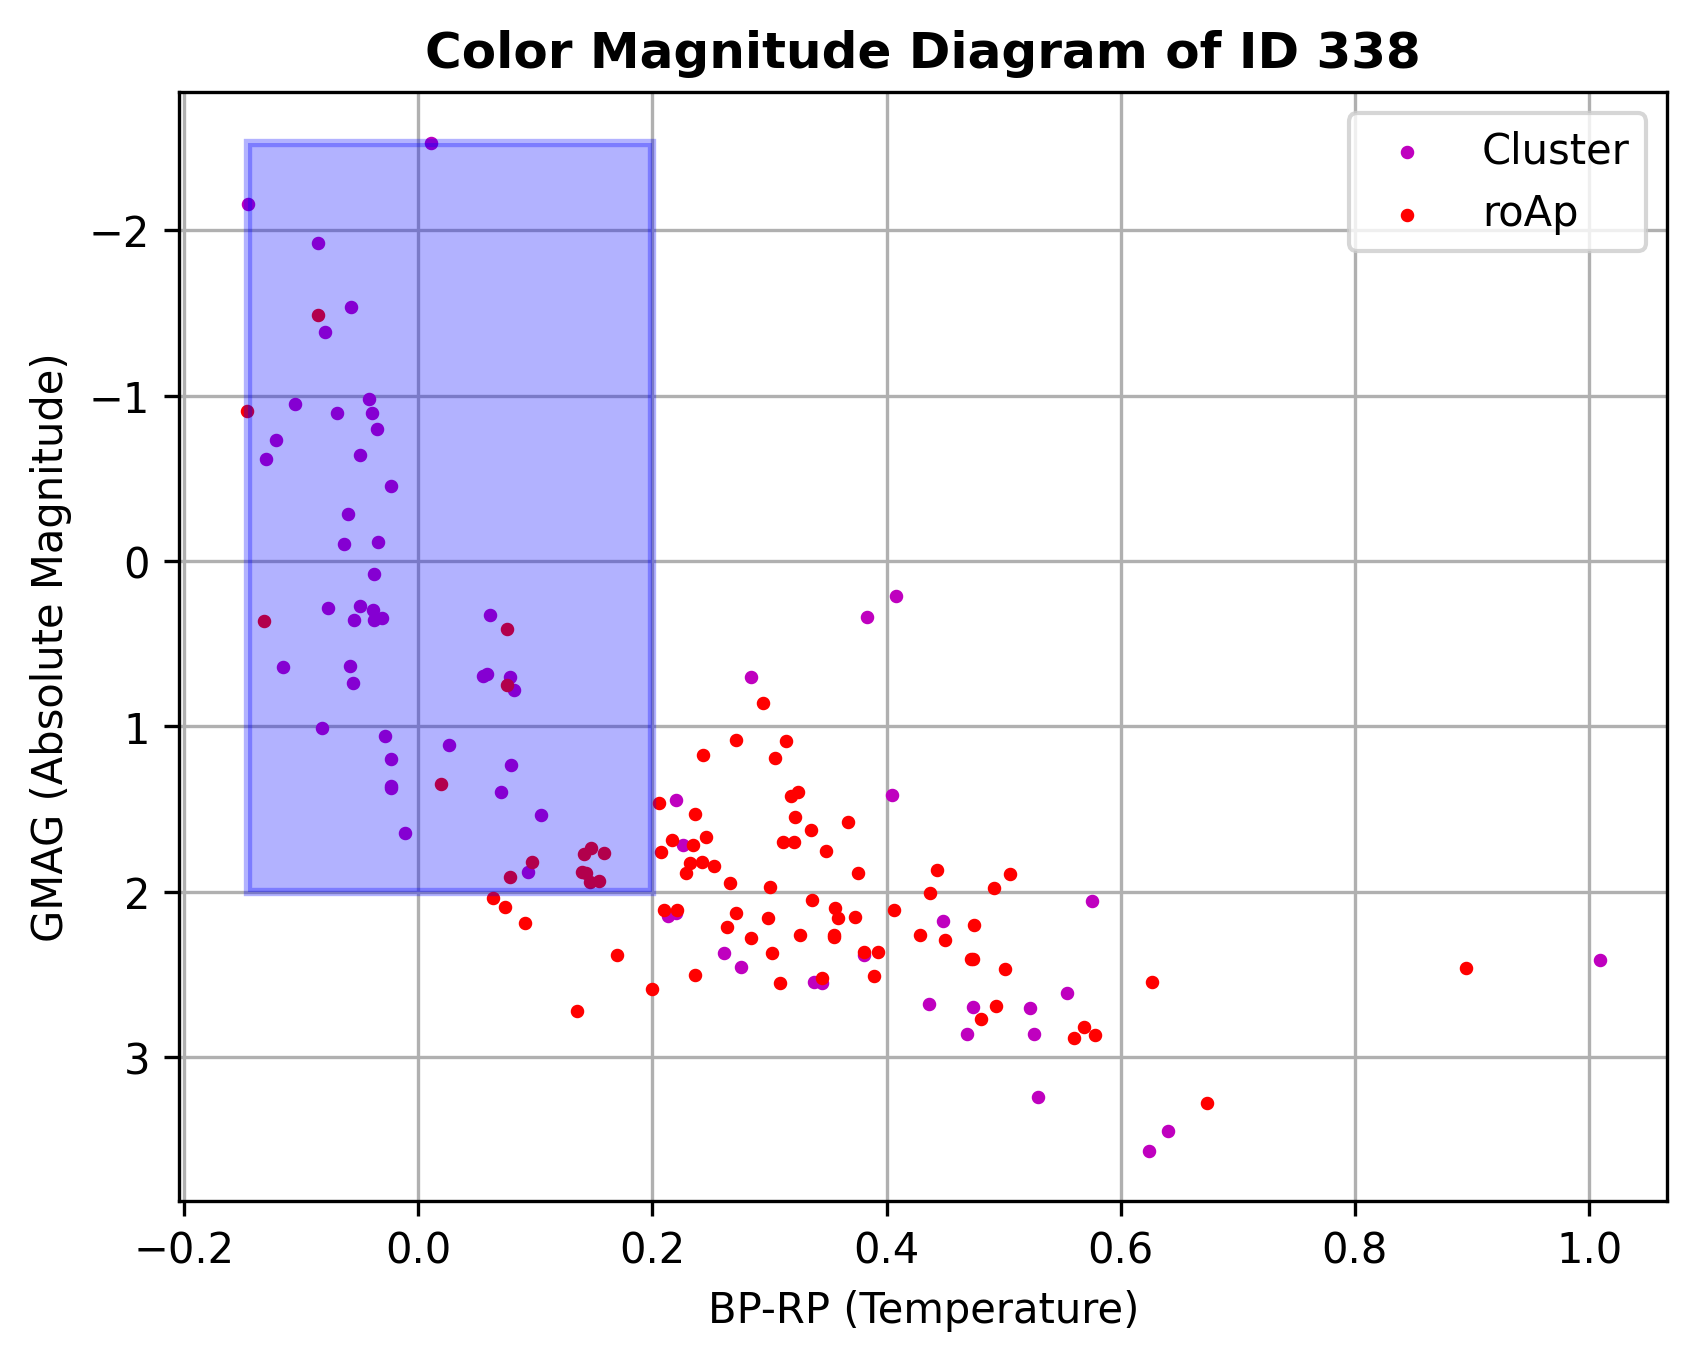 Color Magnitude Diagram of ID 338
Cluster
roAp
−2
−1
0
1
2
3
GMAG (Absolute Magnitude)
−0.2 0.0 0.2 0.4 0.6 0.8 1.0
BP-RP (Temperature)